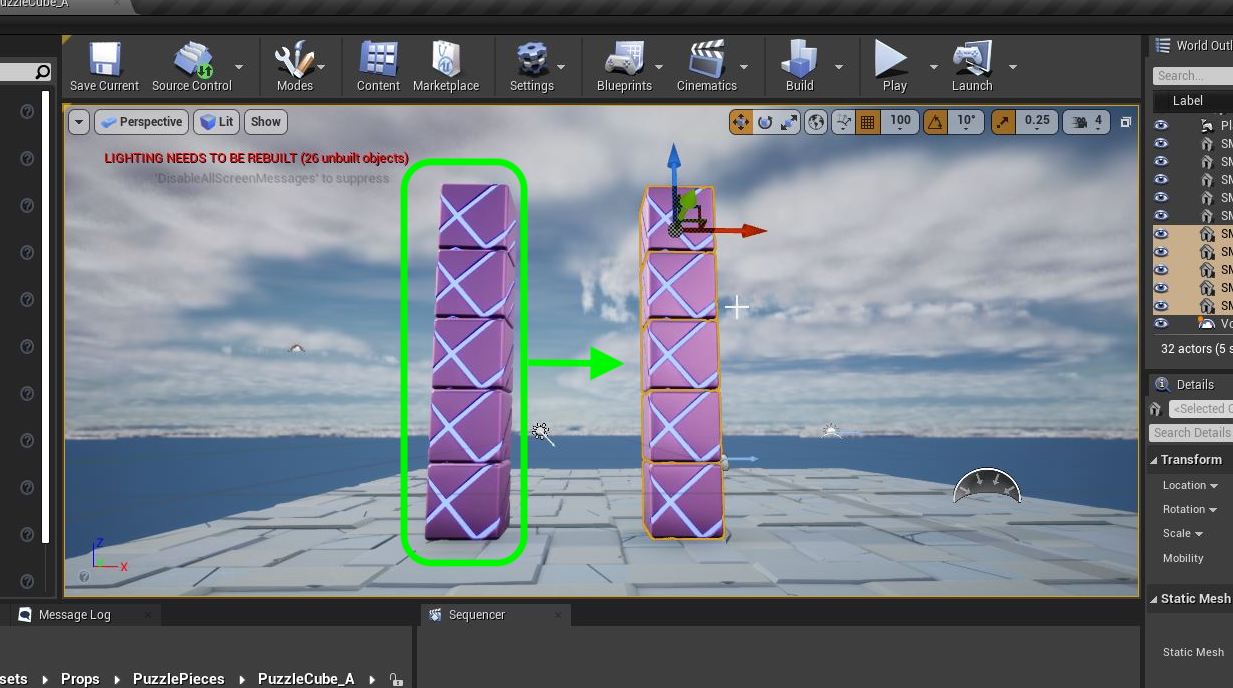 uzzleCube_A
Save Current
Source Control
Modes
Content
Marketplace
Settings
Blueprints
Cinematics
Build
Play
Launch
World Outl
Search...
Label
Perspective
Lit
Show
100
10°
0.25
4
LIGHTING NEEDS TO BE REBUILT (26 unbuilt objects)
'DisableAllScreenMessages' to suppress
Pl
SM
SM
SM
SM
SM
SM
SM
SM
SM
SM
Vo
32 actors (5 s
Details
<Selected O
Search Details
Transform
Location
Rotation
Scale
Mobility
Static Mesh
Static Mesh
Z
X
Message Log
Sequencer
sets
Props
PuzzlePieces
PuzzleCube_A